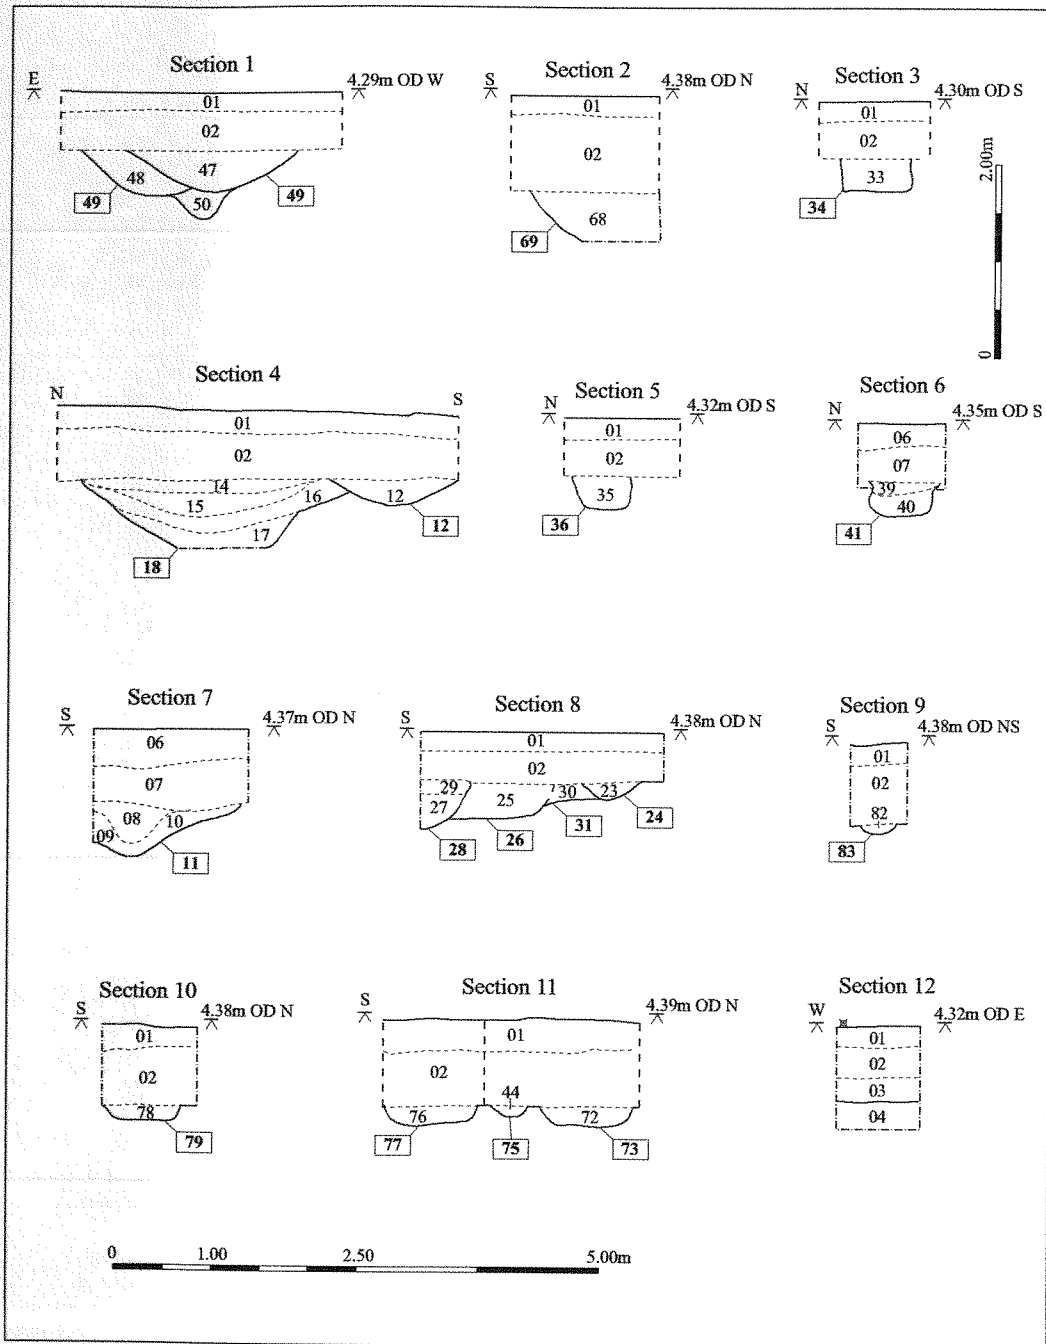 Section 1
E
4.29m OD W
01
02
47
48
50
49
49
Section 2
S
4.38m OD N
01
02
68
69
Section 3
N
4.30m OD S
01
02
33
34
2.00m
0
Section 4
N
S
01
02
14
15
16
12
17
12
18
Section 5
N
4.32m OD S
01
02
35
36
Section 6
N
4.35m OD S
06
07
39
40
41
Section 7
S
4.37m OD N
06
07
08
10
09
11
Section 8
S
4.38m OD N
01
02
29
30
23
27
25
31
24
28
26
Section 9
S
4.38m OD NS
01
02
82
83
Section 10
S
4.38m OD N
01
02
78
79
Section 11
S
4.39m OD N
01
02
44
76
72
77
75
73
Section 12
W
4.32m OD E
01
02
03
04
0
1.00
2.50
5.00m